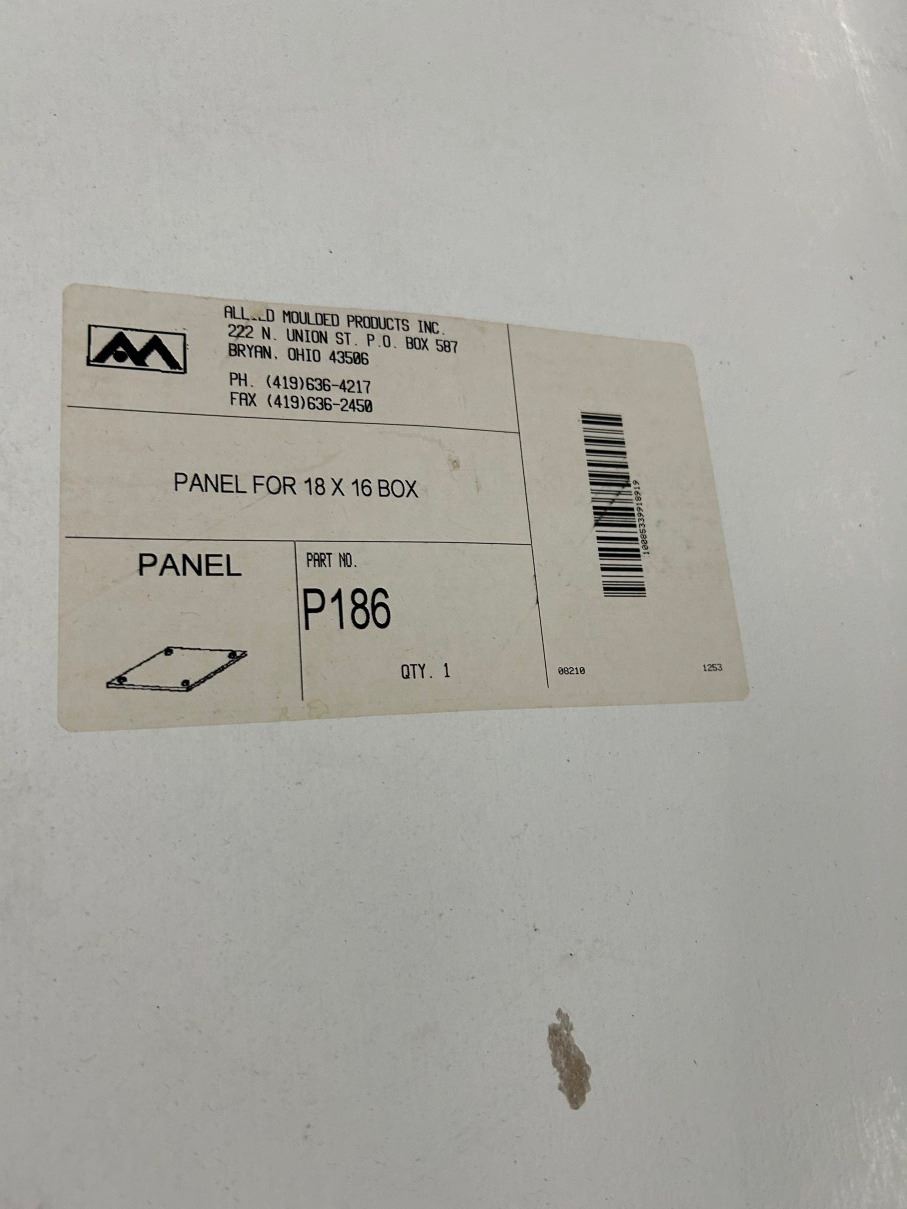 MOULDED PRODUCTS INC.
222 N. UNION ST. P.O. BOX 587
BRYAN, OHIO 43506
PH. (419)636-4217
FAX (419)636-2450
PANEL FOR 18 X 16 BOX
PANEL
PART NO.
P186
QTY. 1
10085339918919
08210
1253